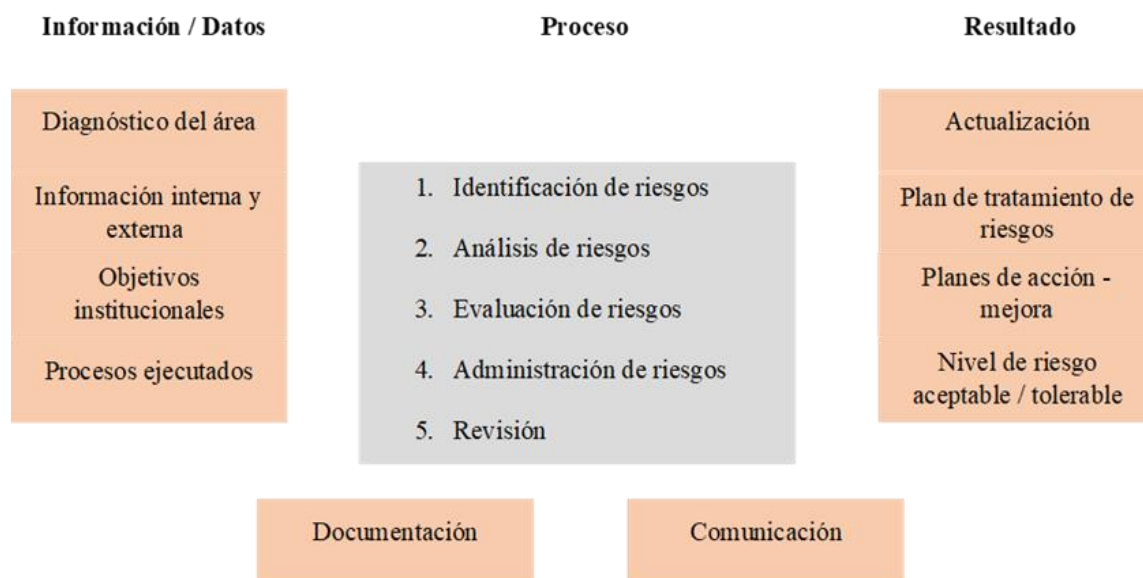 Información / Datos
Proceso
Resultado
Diagnóstico del área
Información interna y
externa
Objetivos
institucionales
Procesos ejecutados
1. Identificación de riesgos
2. Análisis de riesgos
3. Evaluación de riesgos
4. Administración de riesgos
5. Revisión
Actualización
Plan de tratamiento de
riesgos
Planes de acción -
mejora
Nivel de riesgo
aceptable / tolerable
Documentación
Comunicación